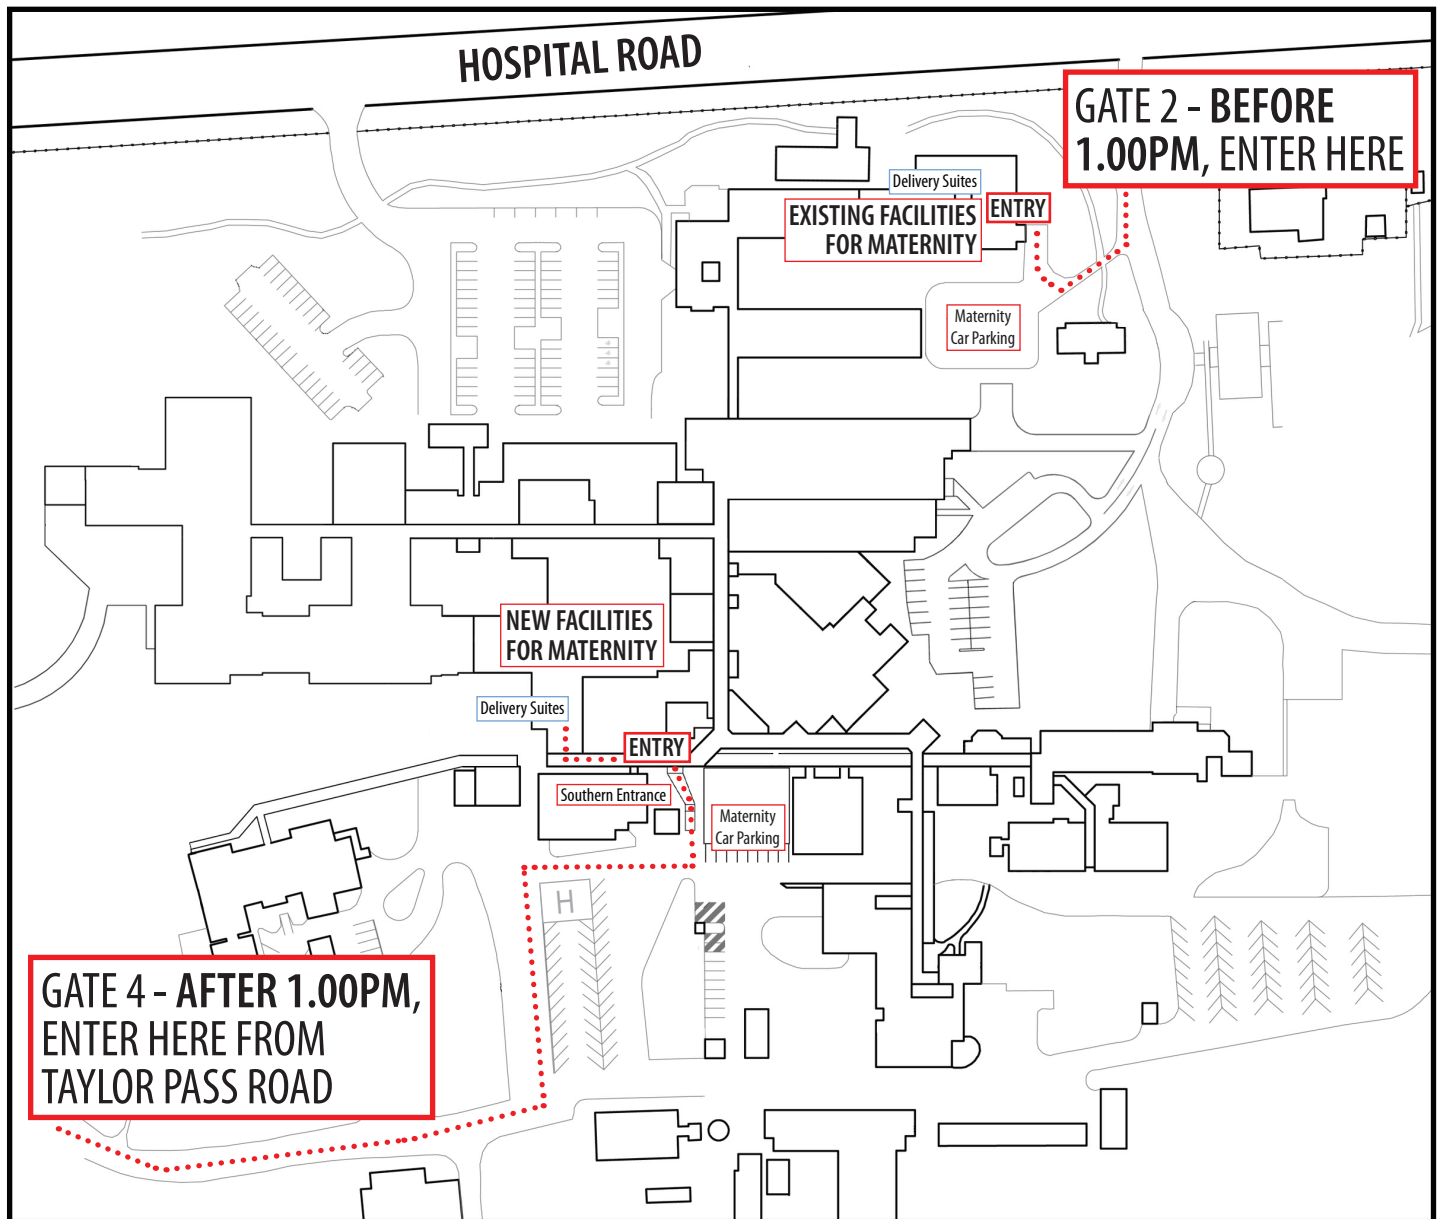 HOSPITAL ROAD
GATE 2 - BEFORE
1.00PM, ENTER HERE
Delivery Suites
ENTRY
EXISTING FACILITIES
FOR MATERNITY
Maternity
Car Parking
NEW FACILITIES
FOR MATERNITY
Delivery Suites
ENTRY
Southern Entrance
Maternity
Car Parking
H
GATE 4 - AFTER 1.00PM,
ENTER HERE FROM
TAYLOR PASS ROAD